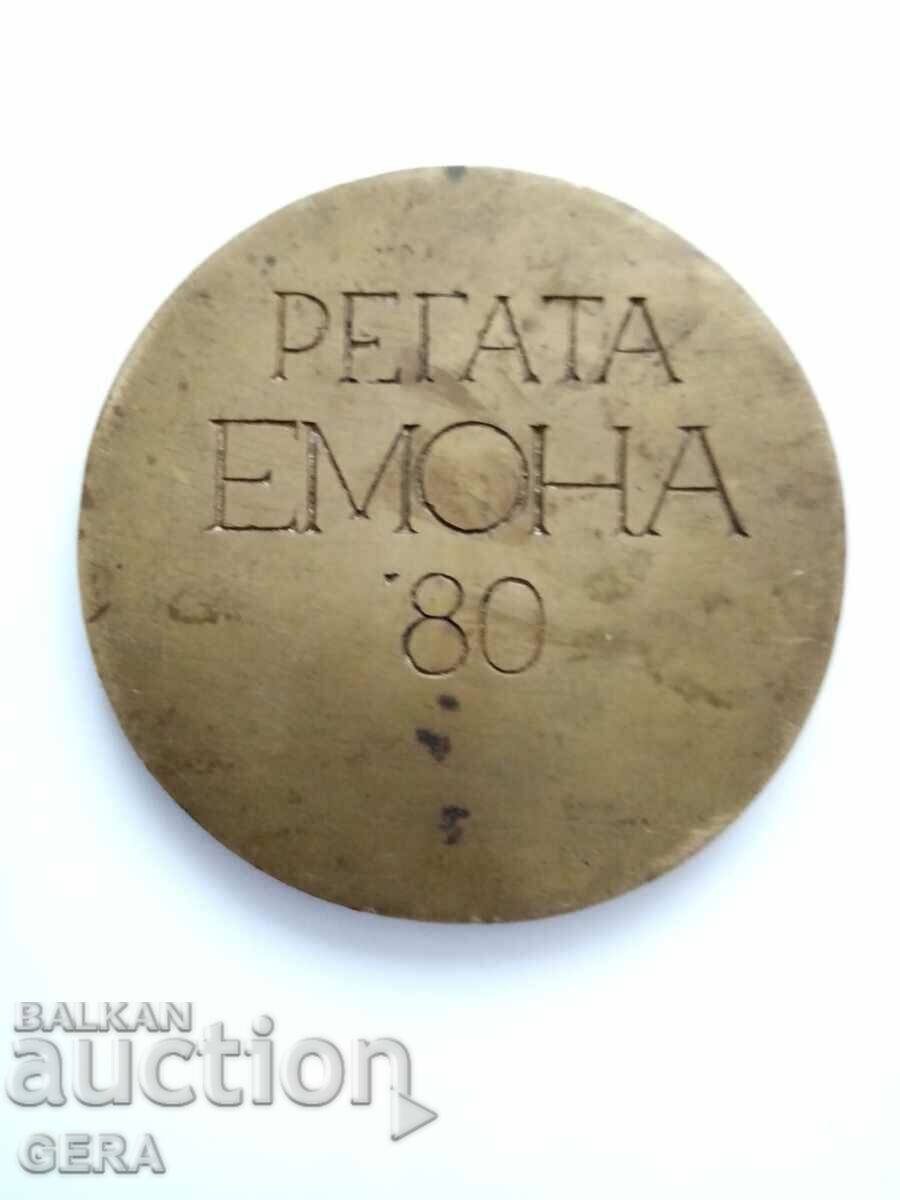 РЕГАТА
ЕМОНА
'80
BALKAN
auction
GERA